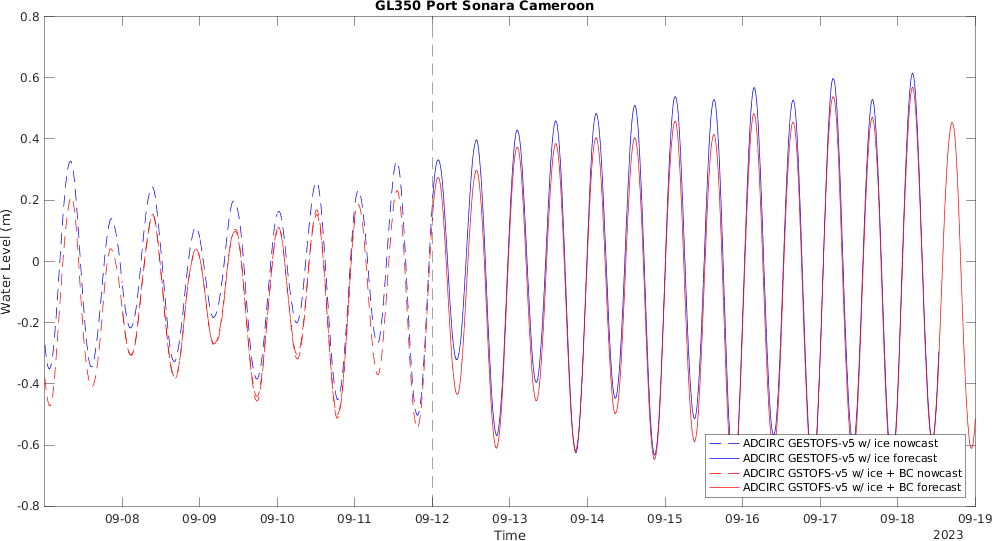 GL350 Port Sonara Cameroon
0.8
0.6
0.4
0.2
0
-0.2
-0.4
-0.6
-0.8
Water Level (m)
ADCIRC GESTOFS-v5 w/ ice nowcast
ADCIRC GESTOFS-v5 w/ ice forecast
ADCIRC GSTOFS-v5 w/ ice + BC nowcast
ADCIRC GSTOFS-v5 w/ ice + BC forecast
09-08 09-09 09-10 09-11 09-12 09-13 09-14 09-15 09-16 09-17 09-18 09-19
Time
2023